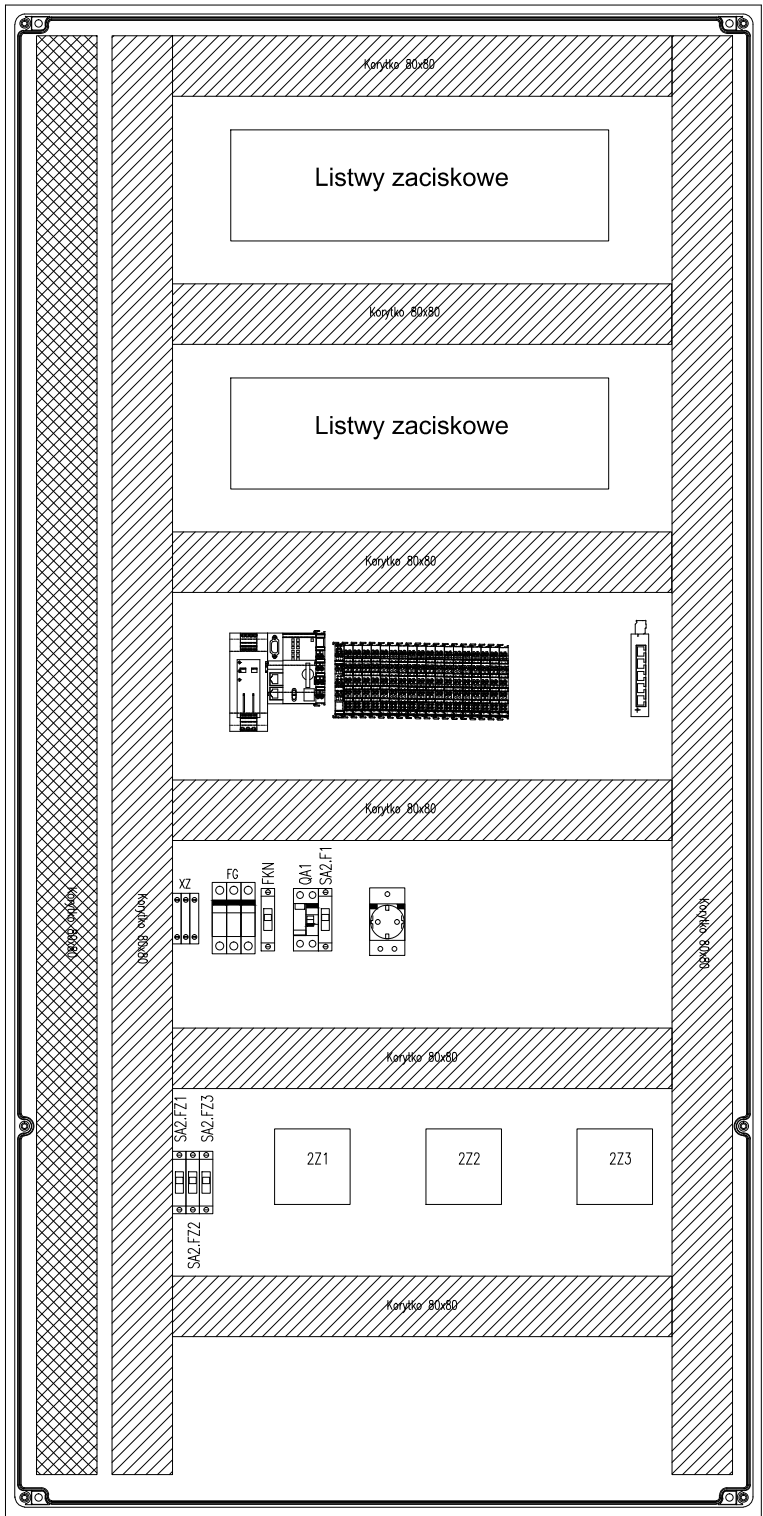 Korytko 80x80
Listwy zaciskowe
Korytko 80x80
Listwy zaciskowe
Korytko 80x80
Korytko 80x80
XZ
FG
FKN
QA1
SA2.F1
Korytko 80x80
Korytko 80x80
Korytko 80x80
Korytko 80x80
SA2.FZ1
SA2.FZ3
SA2.FZ2
2Z1
2Z2
2Z3
Korytko 80x80